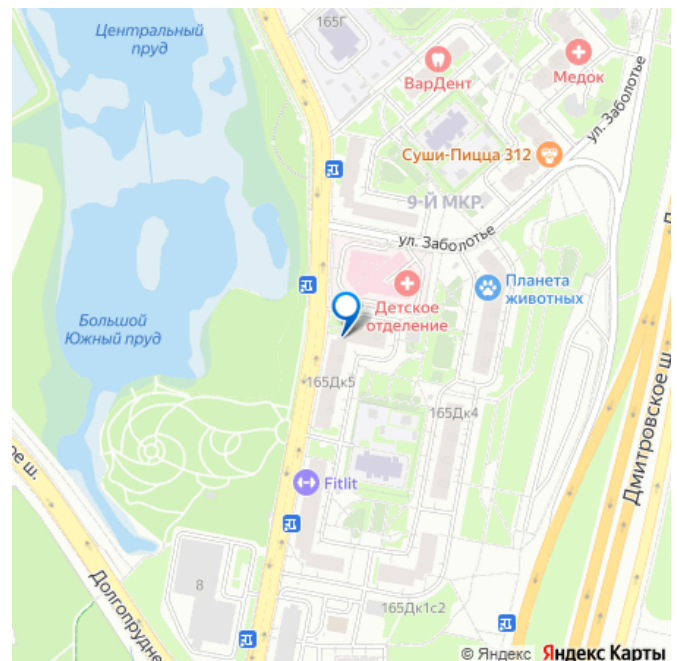 165Г
Центральный
пруд
ВарДент
Медок
ул. Заболотье
Суши-Пицца 312
9-Й МКР.
ул. Заболотье
Планета
животных
Детское
отделение
Большой
Южный пруд
165Дк5
165Дк4
Дмитровское ш.
ое ш.
Fitlit
Долгопрудне
8
165Дк1с2
© Яндекс Яндекс Карты